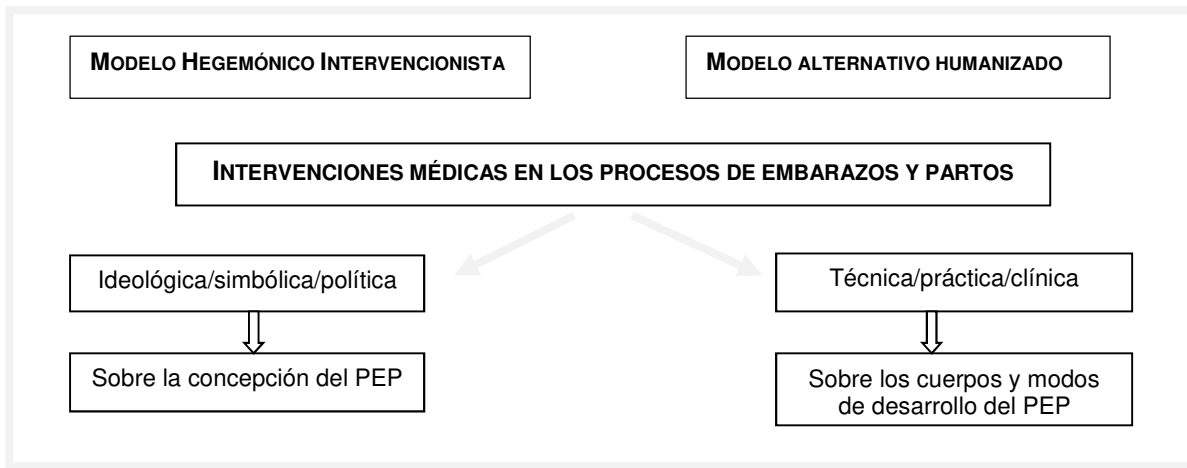 MODELO HEGEMÓNICO INTERVENCIONISTA
MODELO ALTERNATIVO HUMANIZADO
INTERVENCIONES MÉDICAS EN LOS PROCESOS DE EMBARAZOS Y PARTOS
Ideológica/simbólica/política
Técnica/práctica/clínica
Sobre la concepción del PEP
Sobre los cuerpos y modos
de desarrollo del PEP